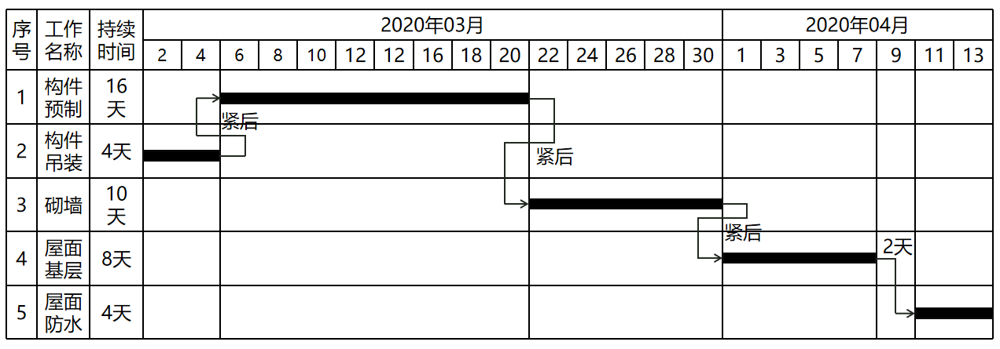 序号 工作名称 持续时间 2020年03月 2020年04月
2 4 6 8 10 12 12 16 18 20 22 24 26 28 30 1 3 5 7 9 11 13
1 构件预制 16天
紧后
2 构件吊装 4天
紧后
3 砌墙 10天
紧后
4 屋面基层 8天 2天
5 屋面防水 4天